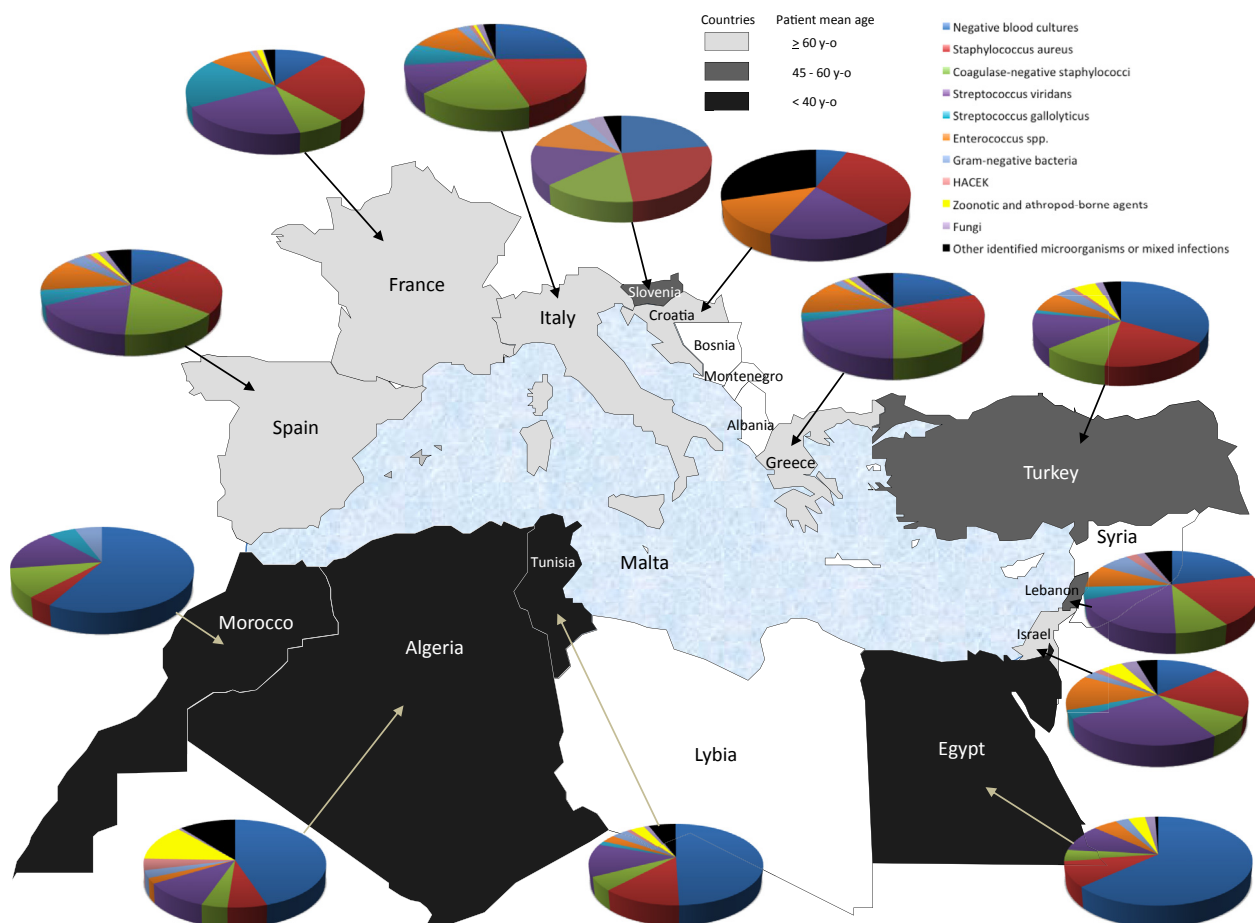 Countries
Patient mean age
≥ 60 y-o
45 - 60 y-o
< 40 y-o
Negative blood cultures
Staphylococcus aureus
Coagulase-negative staphylococci
Streptococcus viridans
Streptococcus gallolyticus
Enterococcus spp.
Gram-negative bacteria
HACEK
Zoonotic and athropod-borne agents
Fungi
Other identified microorganisms or mixed infections
France
Slovenia
Italy
Croatia
Bosnia
Montenegro
Spain
Albania
Greece
Turkey
Syria
Tunisia
Malta
Lebanon
Morocco
Israel
Algeria
Lybia
Egypt